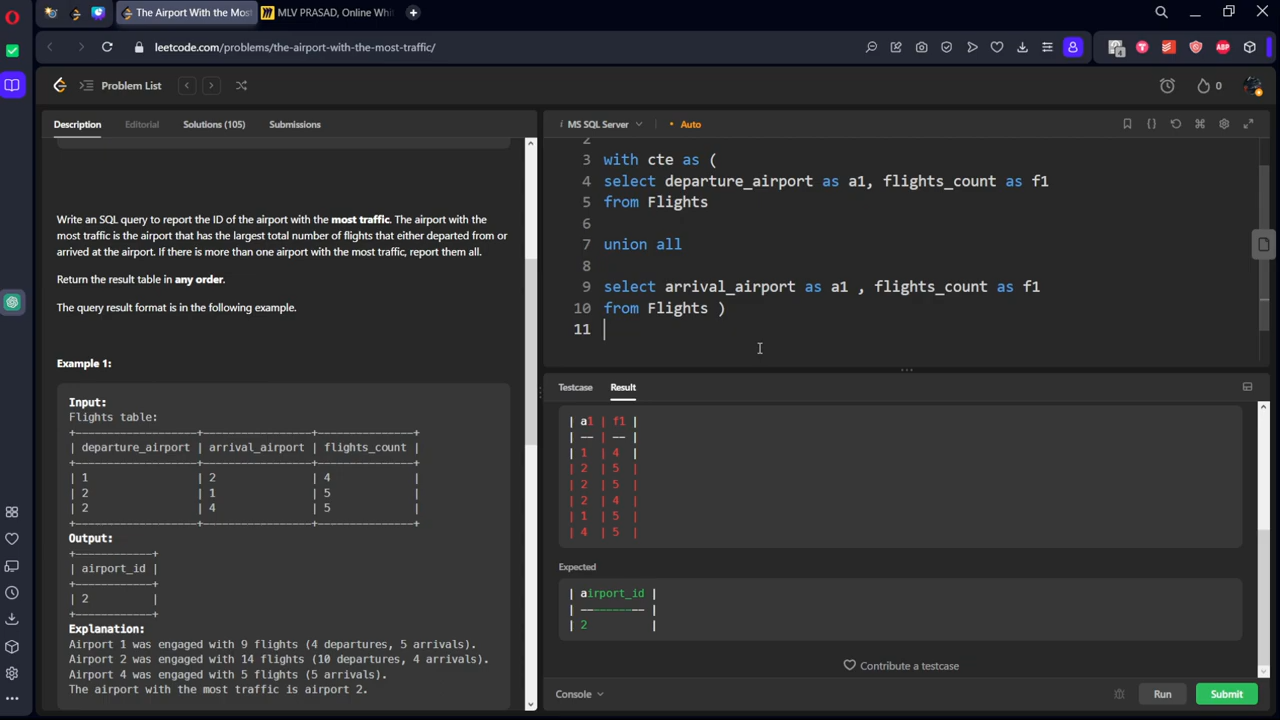 The Airport With the Most
MLV PRASAD, Online Whi
leetcode.com/problems/the-airport-with-the-most-traffic/
Problem List
0
Description
Editorial
Solutions (105)
Submissions
Write an SQL query to report the ID of the airport with the most traffic. The airport with the
most traffic is the airport that has the largest total number of flights that either departed from or
arrived at the airport. If there is more than one airport with the most traffic, report them all.
Return the result table in any order.
The query result format is in the following example.
Example 1:
Input:
Flights table:
+-------------------+-----------------+---------------+
| departure_airport | arrival_airport | flights_count |
+-------------------+-----------------+---------------+
| 1 | 2 | 4 |
| 2 | 1 | 5 |
| 2 | 4 | 5 |
+-------------------+-----------------+---------------+
Output:
+------------+
| airport_id |
+------------+
| 2 |
+------------+
Explanation:
Airport 1 was engaged with 9 flights (4 departures, 5 arrivals).
Airport 2 was engaged with 14 flights (10 departures, 4 arrivals).
Airport 4 was engaged with 5 flights (5 arrivals).
The airport with the most traffic is airport 2.
i MS SQL Server
• Auto
2
3 with cte as (
4 select departure_airport as a1, flights_count as f1
5 from Flights
6
7 union all
8
9 select arrival_airport as a1 , flights_count as f1
10 from Flights )
11
Testcase
Result
| a1 | f1 |
| -- | -- |
| 1 | 4 |
| 2 | 5 |
| 2 | 5 |
| 2 | 4 |
| 1 | 5 |
| 4 | 5 |
Expected
| airport_id |
| ---------- |
| 2 |
Contribute a testcase
Console
Run
Submit